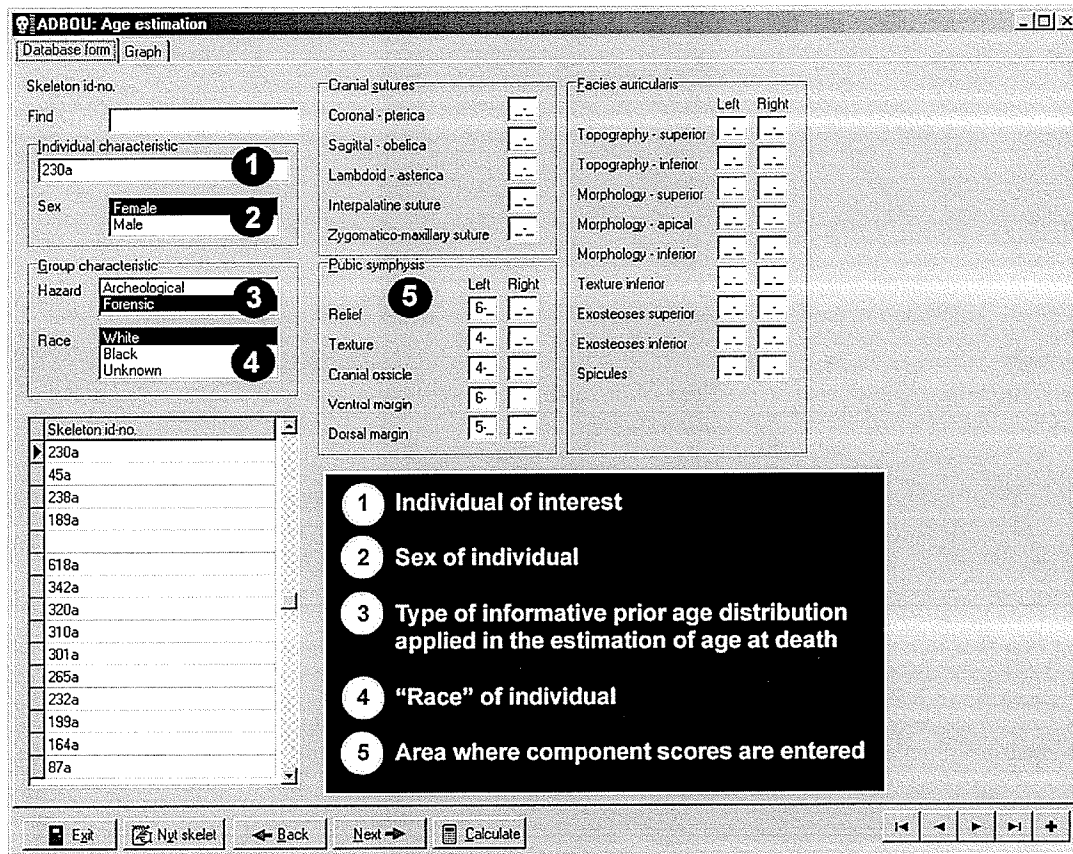 ADBOU: Age estimation
Database form Graph
Skeleton id-no.
Find
Individual characteristic
230a
1
Sex
Female
Male
2
Group characteristic
Hazard
Archeological
Forensic
3
Race
White
Black
Unknown
4
Skeleton id-no.
230a
45a
238a
189a
618a
342a
320a
310a
301a
265a
232a
199a
164a
87a
Cranial sutures
Coronal - pterica _-_
Sagittal - obelica _-_
Lambdoid - asterica _-_
Interpalatine suture _-_
Zygomatico-maxillary suture _-_
Pubic symphysis
5
Left Right
Relief 6-_ _-_
Texture 4-_ _-_
Cranial ossicle 4-_ _-_
Ventral margin 6- -
Dorsal margin 5-_ _-_
Facies auricularis
Left Right
Topography - superior _-_ _-_
Topography - inferior _-_ _-_
Morphology - superior _-_ _-_
Morphology - apical _-_ _-_
Morphology - inferior _-_ _-_
Texture inferior _-_ _-_
Exosteoses superior _-_ _-_
Exosteoses inferior _-_ _-_
Spicules _-_ _-_
1 Individual of interest
2 Sex of individual
3 Type of informative prior age distribution
applied in the estimation of age at death
4 “Race” of individual
5 Area where component scores are entered
Exit Nyt skelet Back Next Calculate